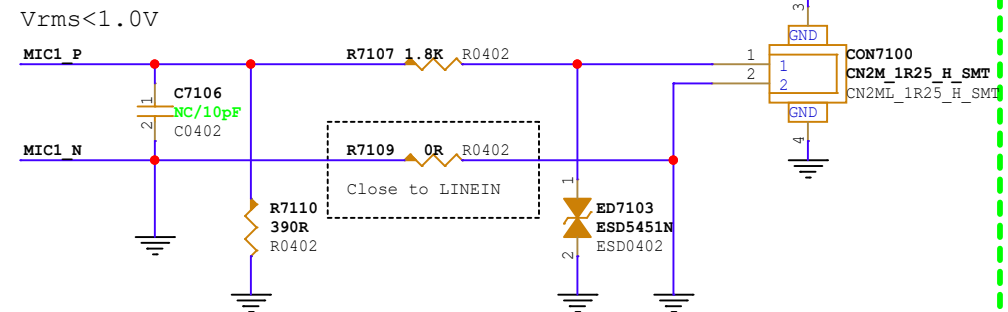 Vrms<1.0V
3
GND
MIC1_P
R7107 1.8K R0402
1
1
CON7100
CN2M_1R25_H_SMT
CN2ML_1R25_H_SMT
2
2
GND
4
1
C7106
NC/10pF
C0402
2
MIC1_N
R7109 0R R0402
Close to LINEIN
R7110
390R
R0402
1
ED7103
ESD5451N
ESD0402
2